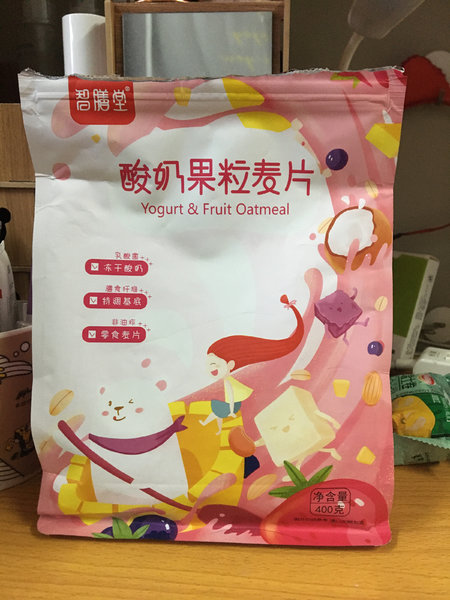 智膳堂
酸奶果粒麦片
Yogurt & Fruit Oatmeal
乳酸菌+++
冻干酸奶
膳食纤维+++
特调基底
非油炸+++
零食麦片
净含量
400克